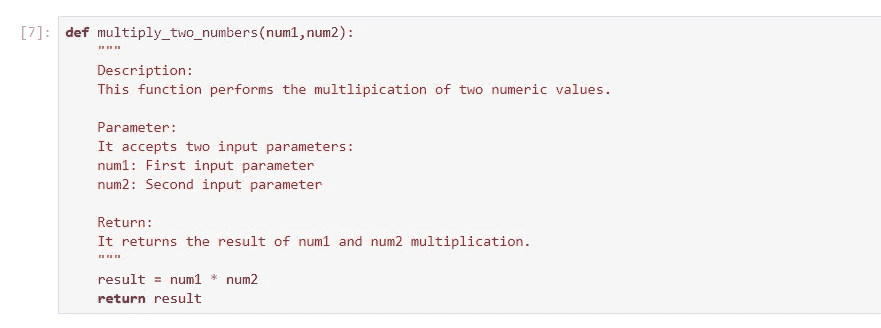 [7]: def multiply_two_numbers(num1,num2):
"""
Description:
This function performs the multlipication of two numeric values.
Parameter:
It accepts two input parameters:
num1: First input parameter
num2: Second input parameter
Return:
It returns the result of num1 and num2 multiplication.
"""
result = num1 * num2
return result